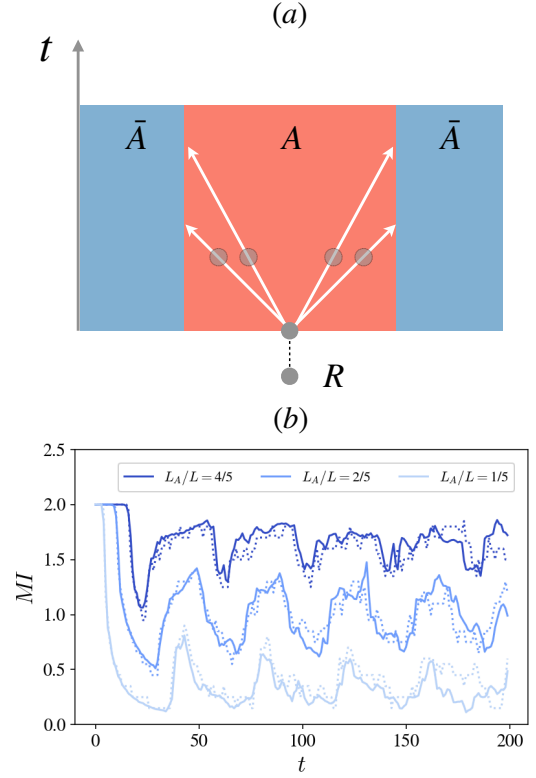 (a)
t
Ā A Ā
R
(b)
2.5
2.0
1.5
1.0
0.5
0.0
MI
L_A/L = 4/5 L_A/L = 2/5 L_A/L = 1/5
0 50 100 150 200
t